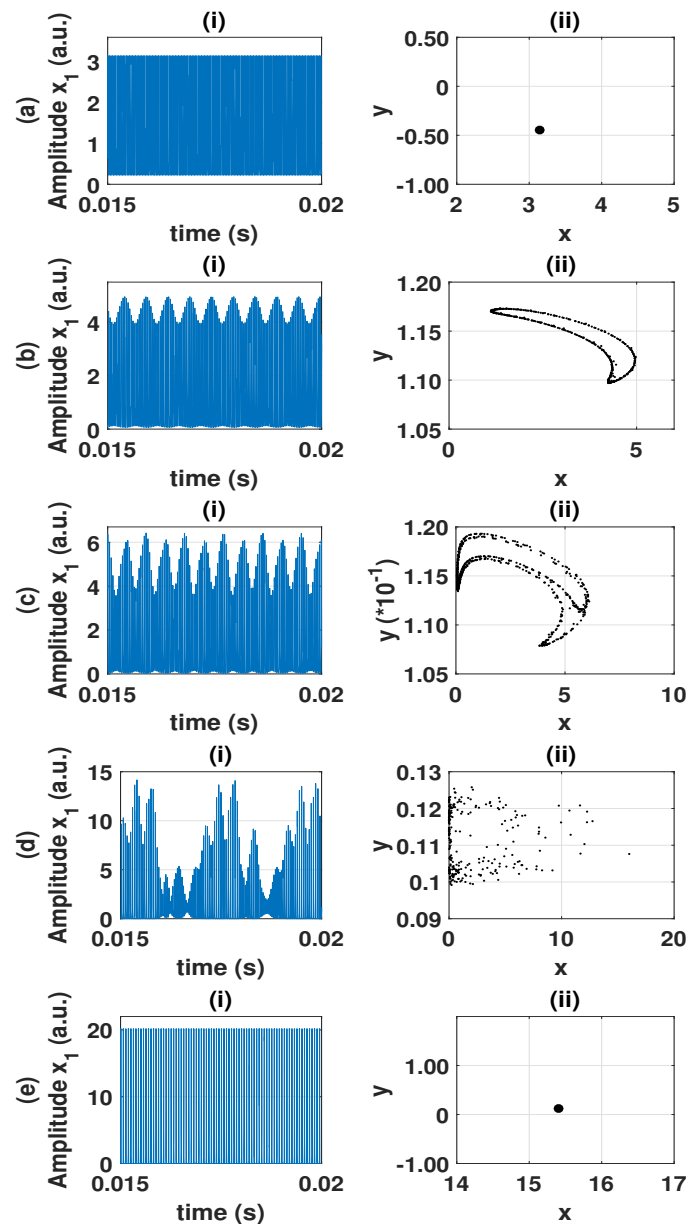 (i)
(a)
Amplitude x_1 (a.u.)
3
2
1
0
0.015
0.02
time (s)
(ii)
y
0.50
0
-0.50
-1.00
2
3
4
5
x
(i)
(b)
Amplitude x_1 (a.u.)
4
2
0
0.015
0.02
time (s)
(ii)
y
1.20
1.15
1.10
1.05
0
5
x
(i)
(c)
Amplitude x_1 (a.u.)
6
4
2
0
0.015
0.02
time (s)
(ii)
y (*10^-1)
1.20
1.15
1.10
1.05
0
5
10
x
(i)
(d)
Amplitude x_1 (a.u.)
15
10
5
0
0.015
0.02
time (s)
(ii)
y
0.13
0.12
0.11
0.1
0.09
0
10
20
x
(i)
(e)
Amplitude x_1 (a.u.)
20
10
0
0.015
0.02
time (s)
(ii)
y
1.00
0
-1.00
14
15
16
17
x